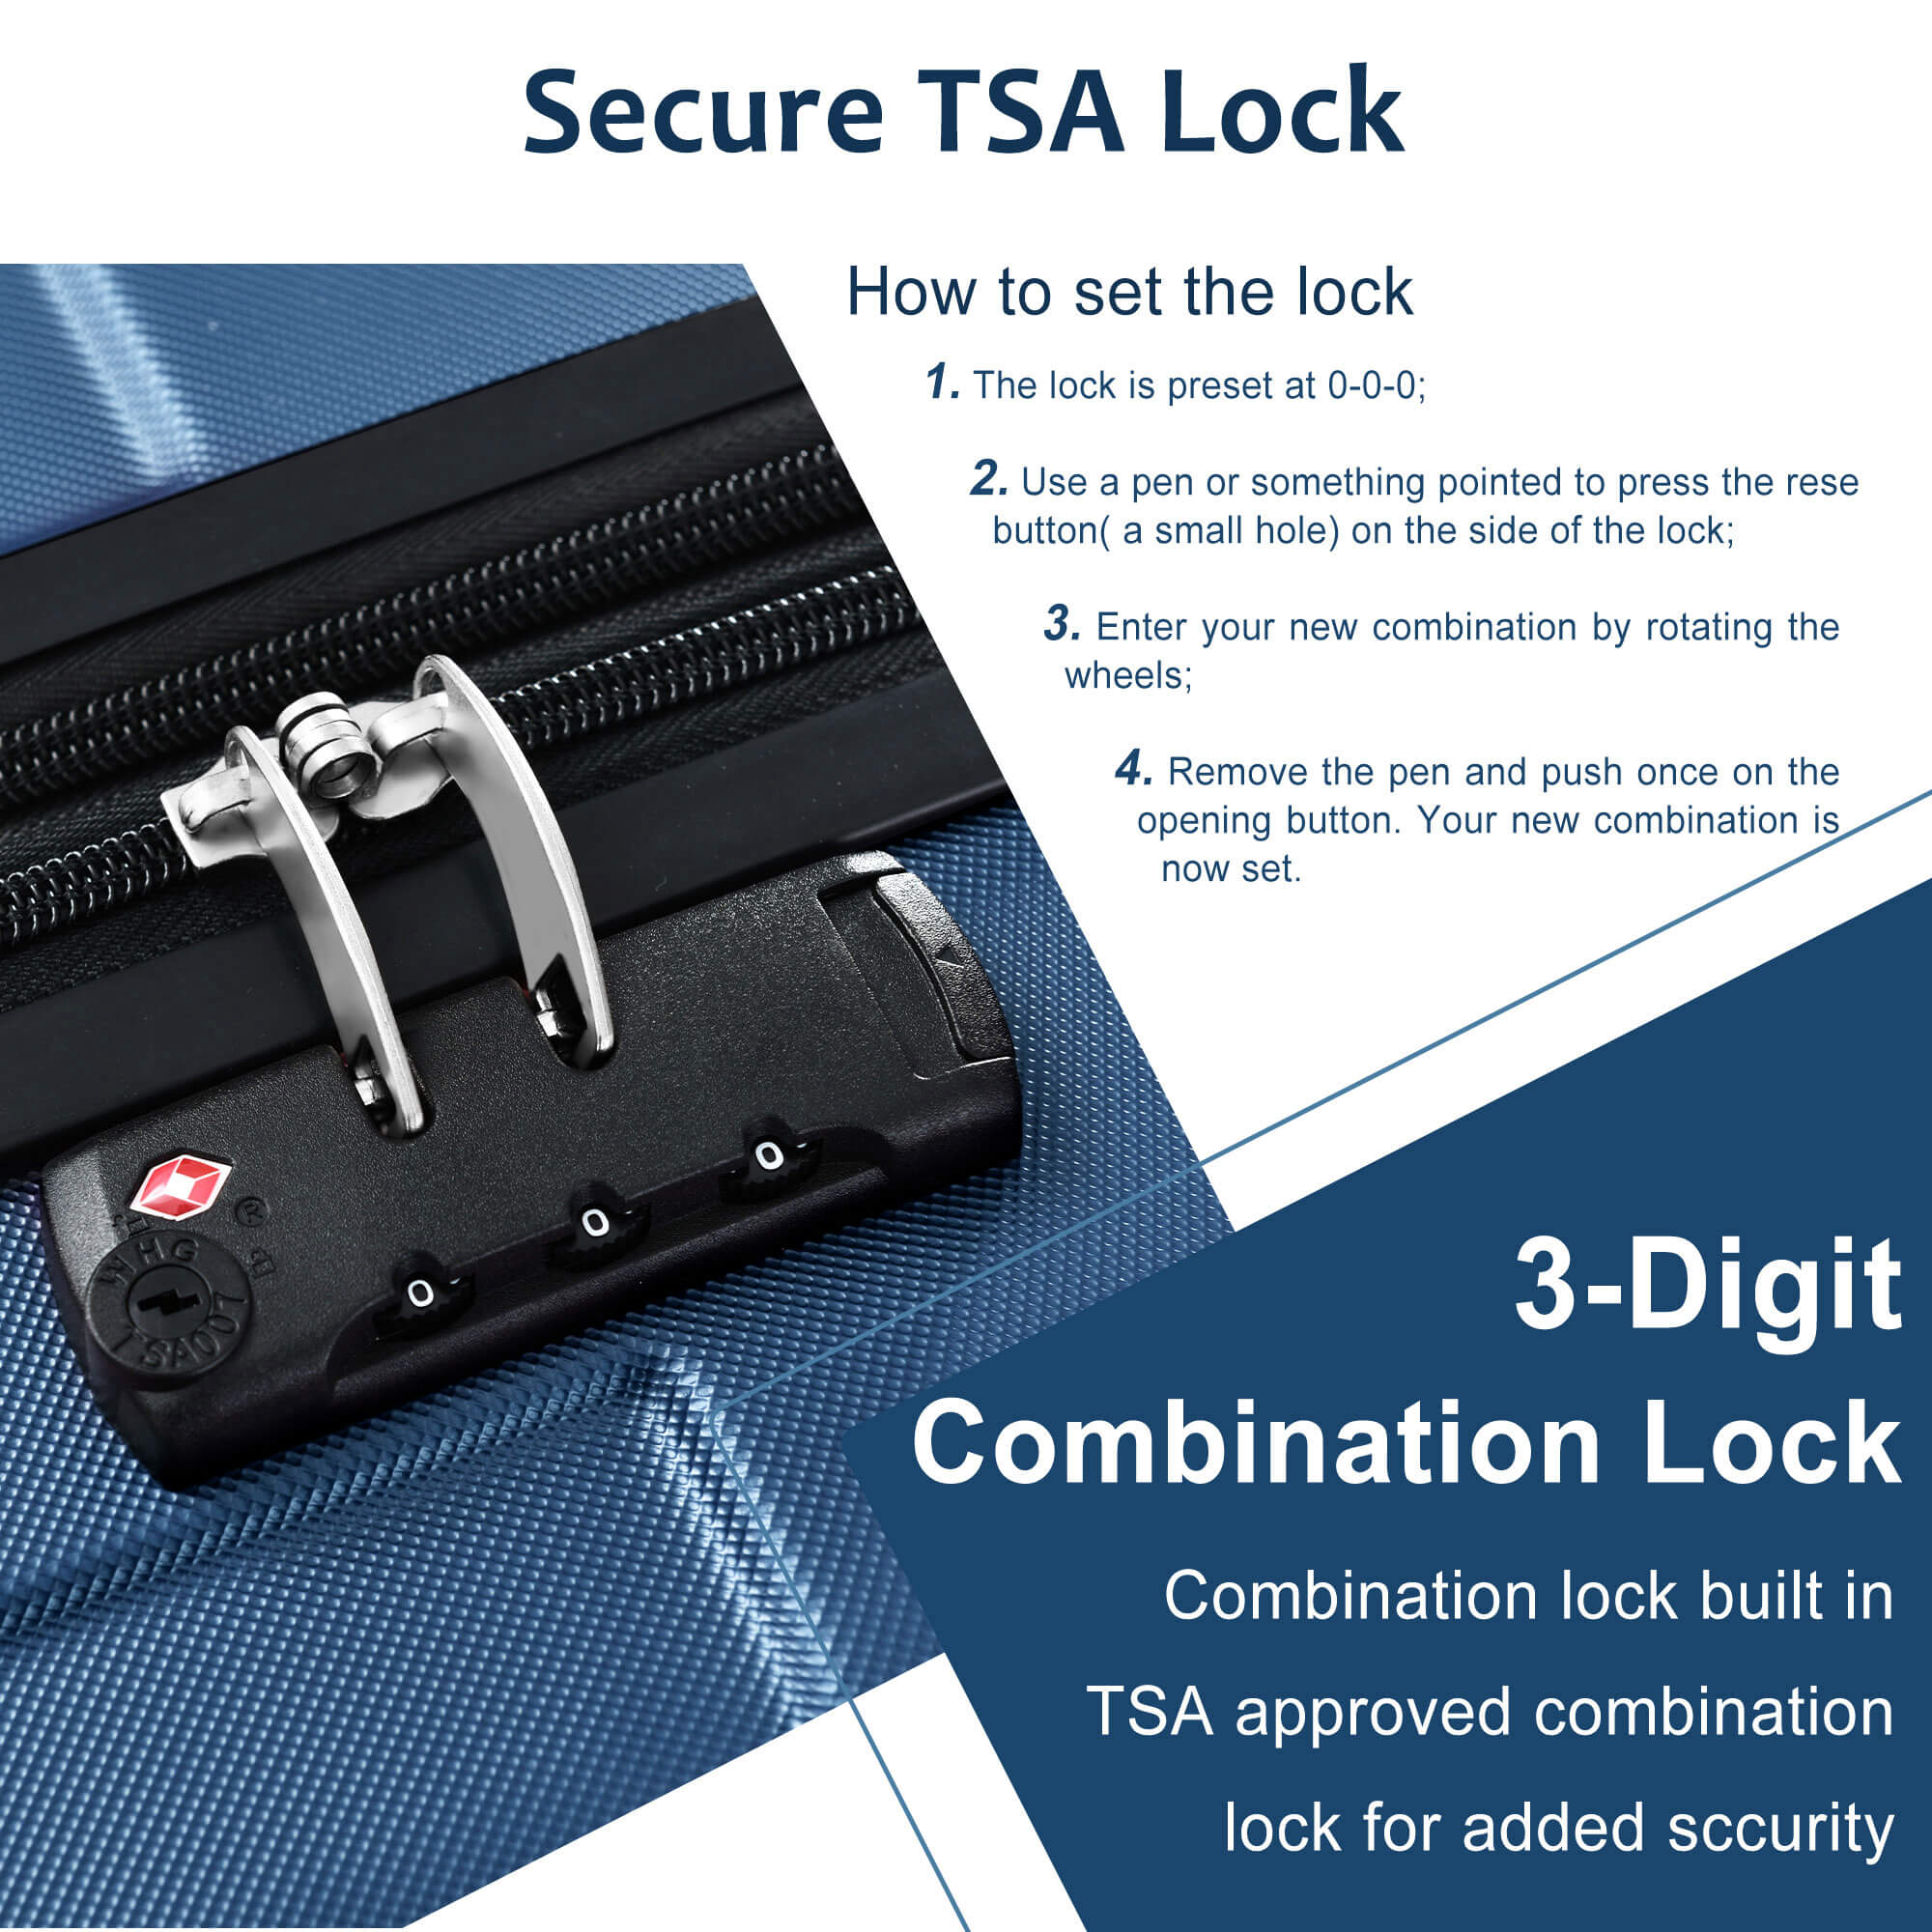 Secure TSA Lock
How to set the lock
1. The lock is preset at 0-0-0;
2. Use a pen or something pointed to press the rese
button( a small hole) on the side of the lock;
3. Enter your new combination by rotating the
wheels;
4. Remove the pen and push once on the
opening button. Your new combination is
now set.
0 0 0
®
WHG
TSA007
3-Digit
Combination Lock
Combination lock built in
TSA approved combination
lock for added sccurity